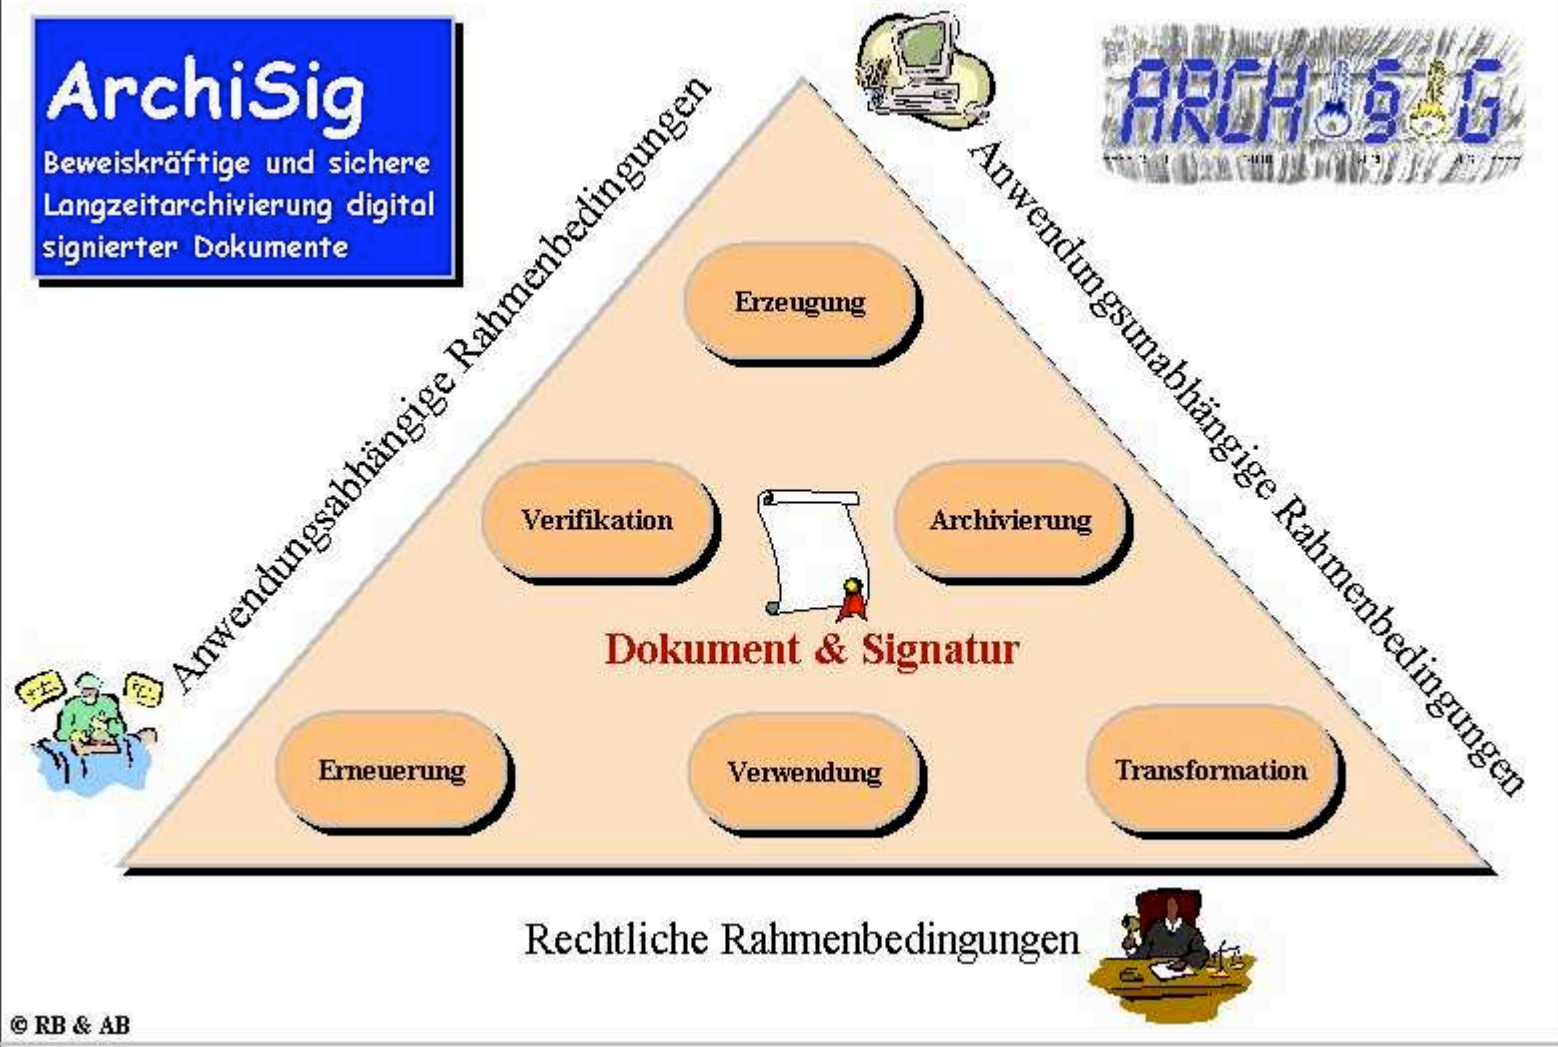 ArchiSig
Beweiskräftige und sichere
Langzeitarchivierung digital
signierter Dokumente
ARCHiSiG
Anwendungsabhängige Rahmenbedingungen
Anwendungsunabhängige Rahmenbedingungen
Erzeugung
Verifikation
Archivierung
Dokument & Signatur
Erneuerung
Verwendung
Transformation
Rechtliche Rahmenbedingungen
© RB & AB